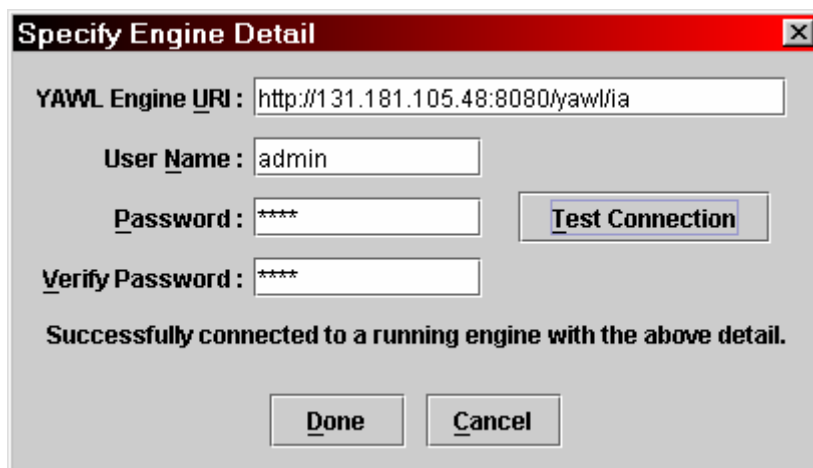 Specify Engine Detail
YAWL Engine URI : http://131.181.105.48:8080/yawl/ia
User Name : admin
Password : **** Test Connection
Verify Password : ****
Successfully connected to a running engine with the above detail.
Done Cancel